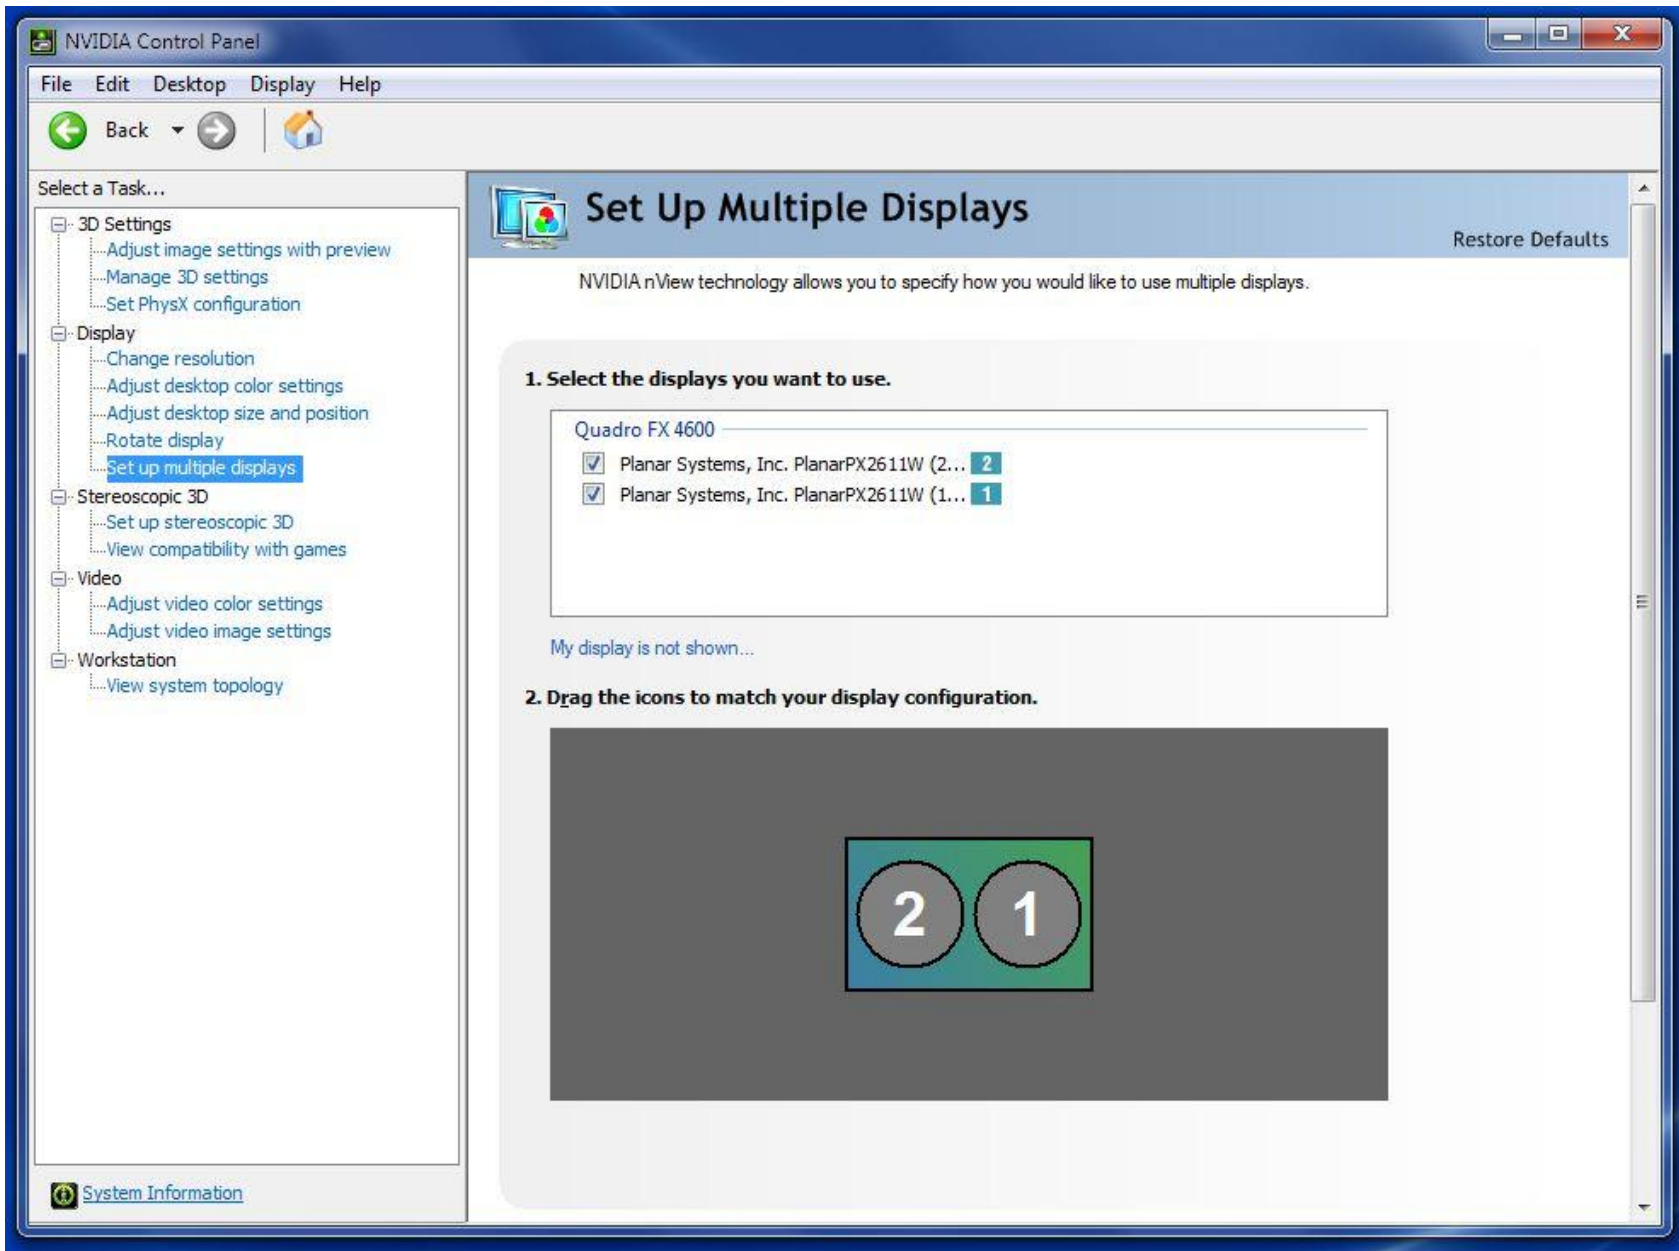 NVIDIA Control Panel
File Edit Desktop Display Help
Back
Select a Task...
3D Settings
Adjust image settings with preview
Manage 3D settings
Set PhysX configuration
Display
Change resolution
Adjust desktop color settings
Adjust desktop size and position
Rotate display
Set up multiple displays
Stereoscopic 3D
Set up stereoscopic 3D
View compatibility with games
Video
Adjust video color settings
Adjust video image settings
Workstation
View system topology
System Information
Set Up Multiple Displays
Restore Defaults
NVIDIA nView technology allows you to specify how you would like to use multiple displays.
1. Select the displays you want to use.
Quadro FX 4600
Planar Systems, Inc. PlanarPX2611W (2... 2
Planar Systems, Inc. PlanarPX2611W (1... 1
My display is not shown...
2. Drag the icons to match your display configuration.
2 1